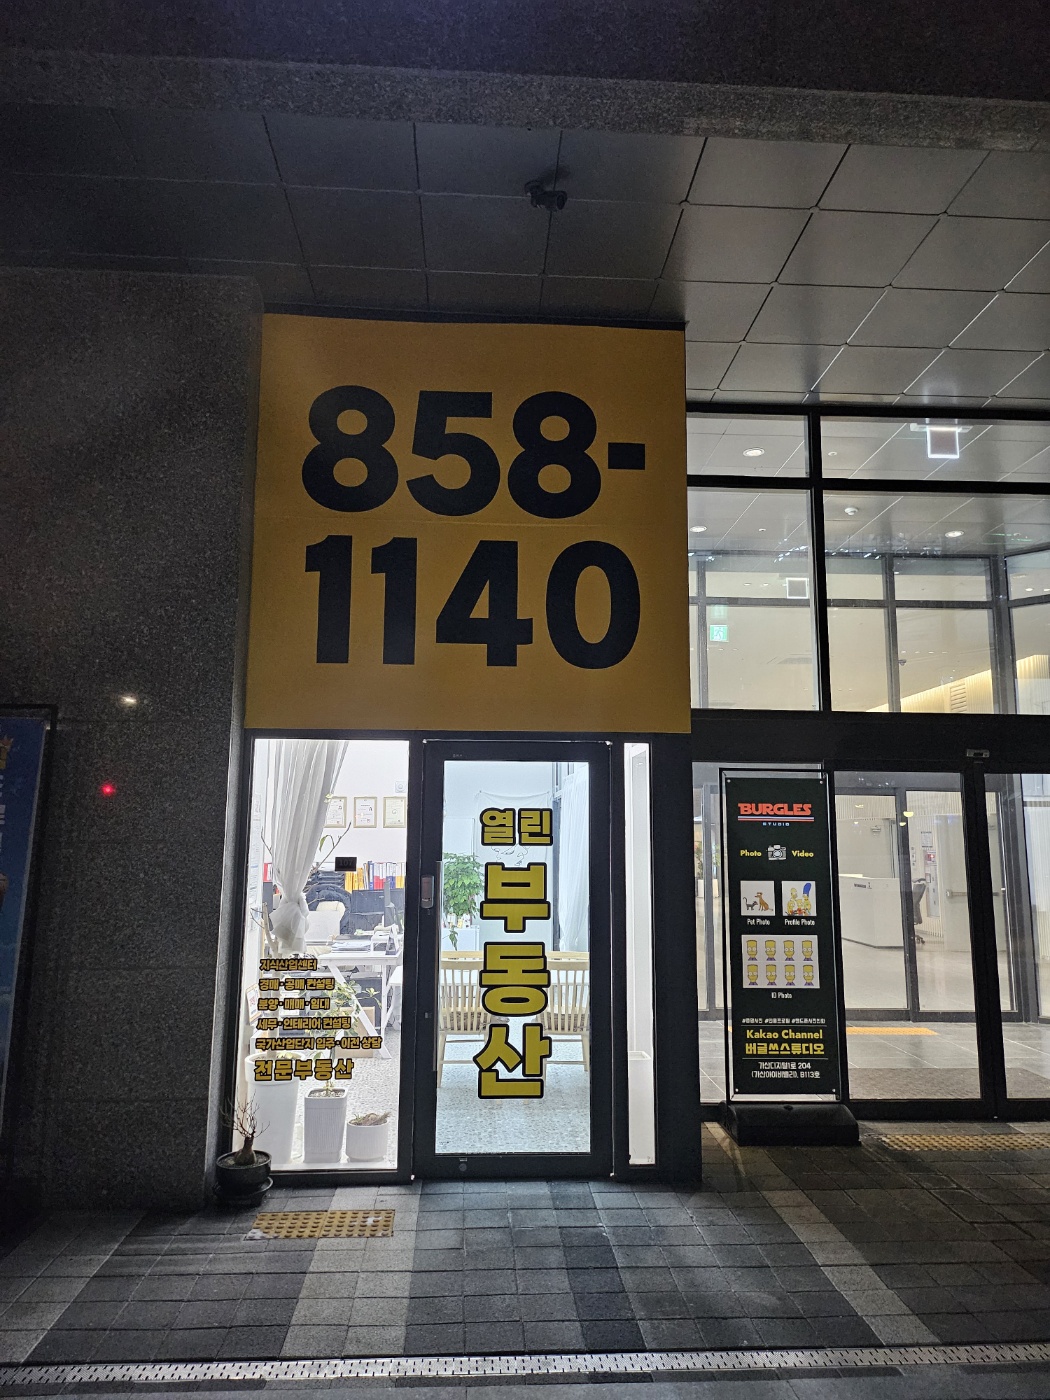 858-
1140
열린
부
동
산
지식산업센터
경매·공매 컨설팅
분양·매매·임대
세무·인테리어 컨설팅
국가산업단지 입주·이전 상담
전문부동산
BURGLES
STUDIO
Photo Video
Pet Photo Profile Photo
ID Photo
Kakao Channel
버글쓰스튜디오
가산디지털1로 204